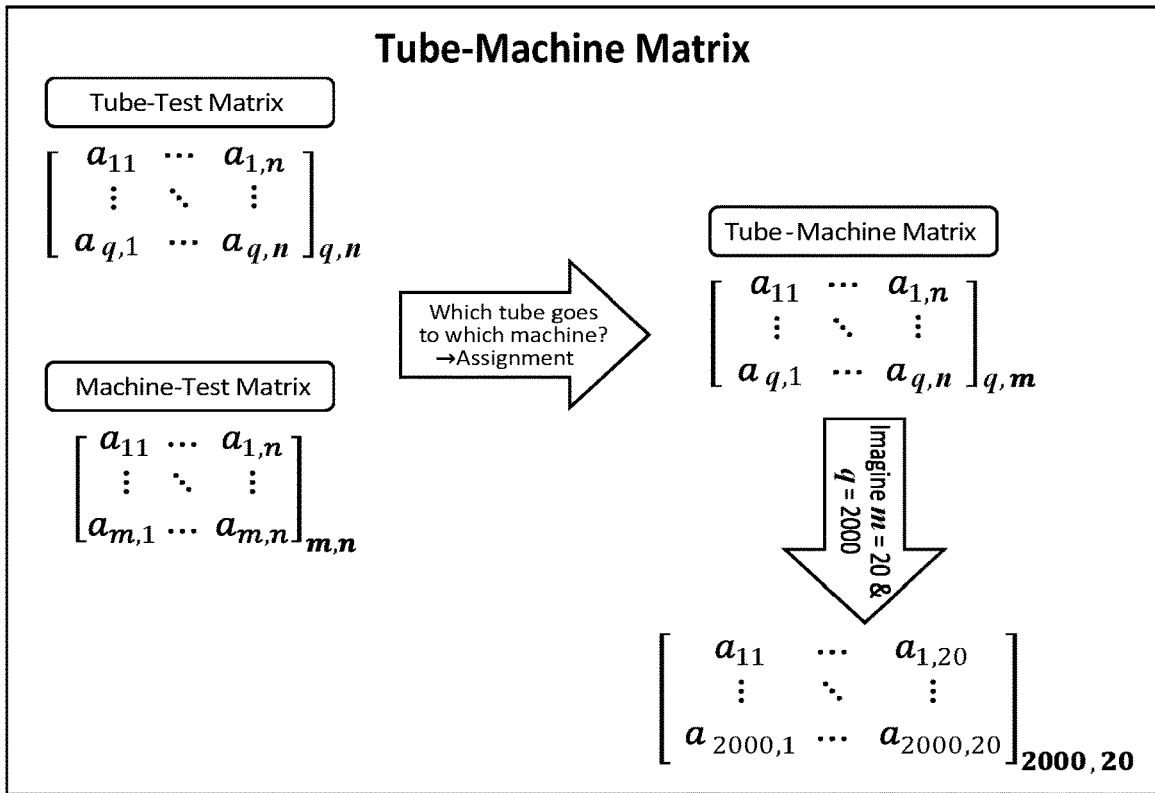 Tube-Machine Matrix
Tube-Test Matrix
a11 ⋯ a1,n
⋮ ⋱ ⋮
aq,1 ⋯ aq,n
q,n
Machine-Test Matrix
a11 ⋯ a1,n
⋮ ⋱ ⋮
am,1 ⋯ am,n
m,n
Which tube goes
to which machine?
→Assignment
Tube-Machine Matrix
a11 ⋯ a1,n
⋮ ⋱ ⋮
aq,1 ⋯ aq,n
q,m
Imagine m = 20 &
q = 2000
a11 ⋯ a1,20
⋮ ⋱ ⋮
a2000,1 ⋯ a2000,20
2000,20